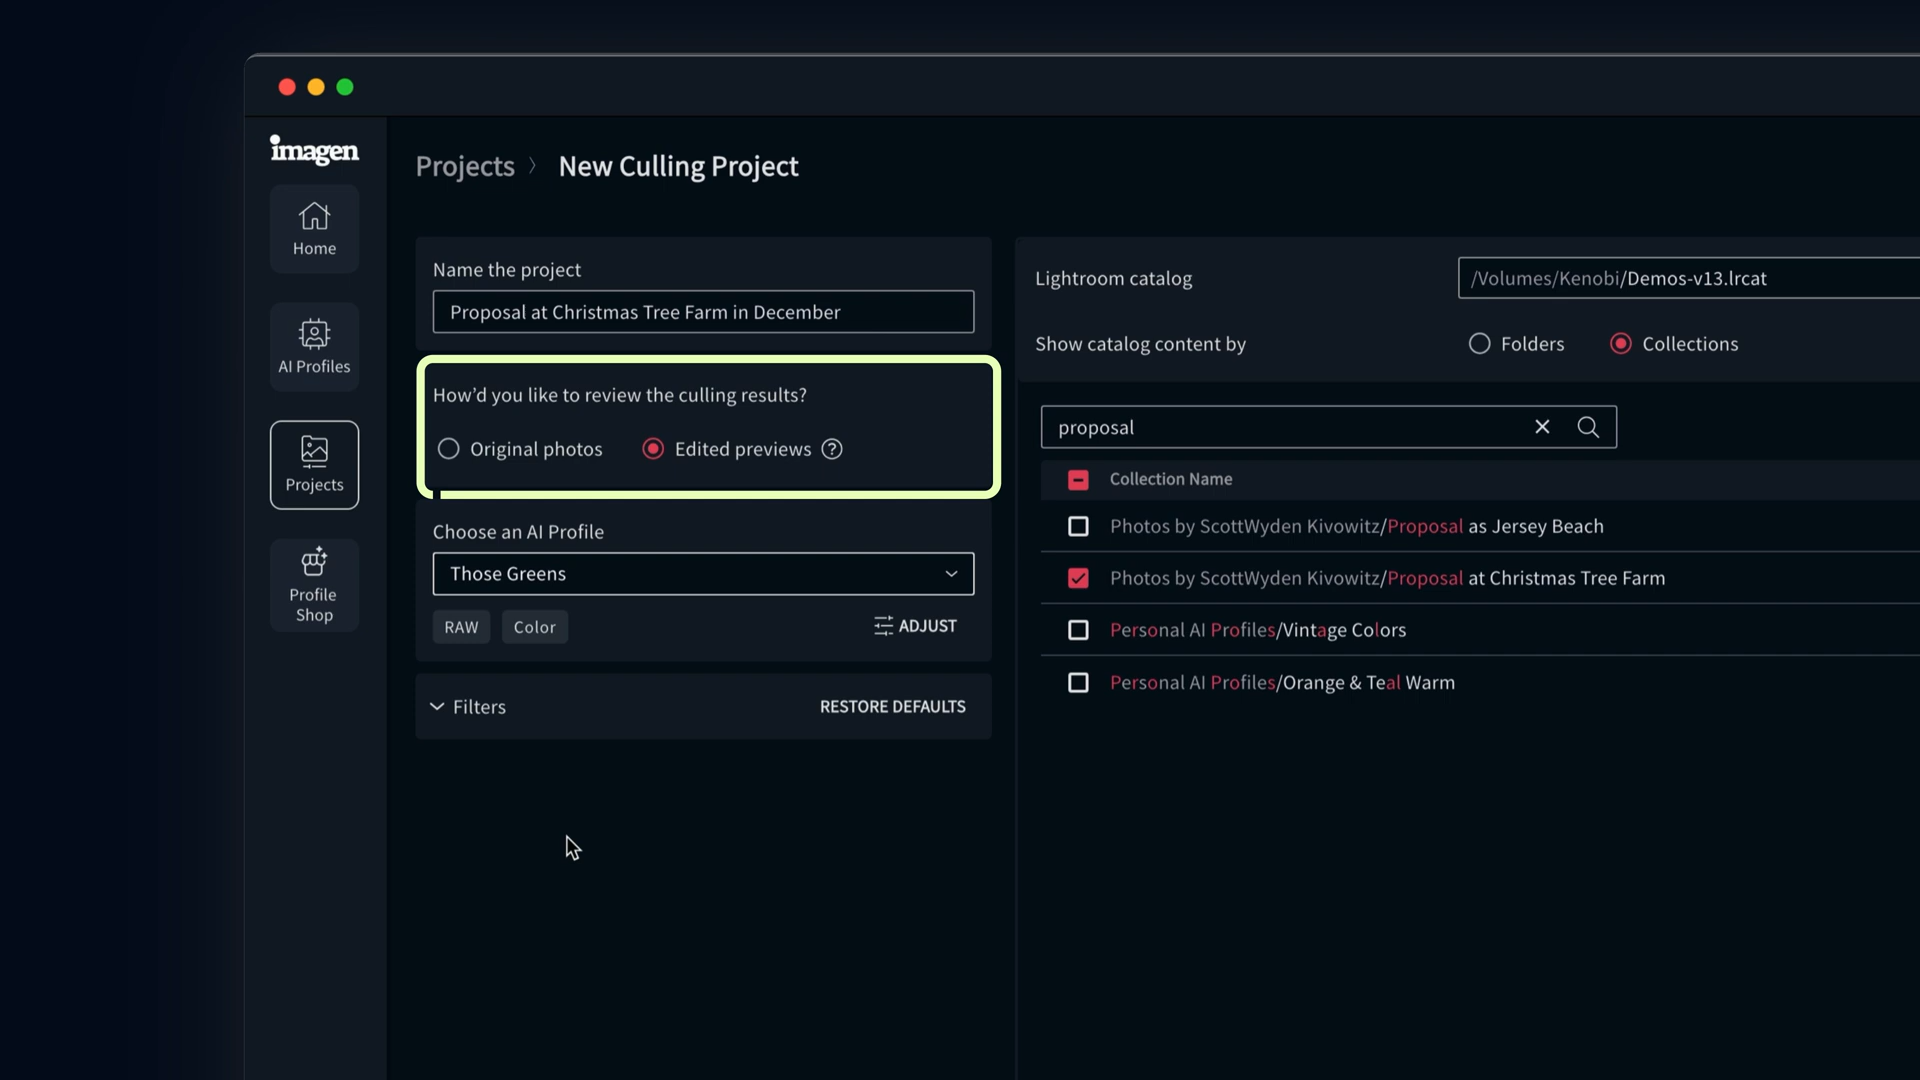 imagen
Home
AI Profiles
Projects
Profile
Shop
Projects > New Culling Project
Name the project
Proposal at Christmas Tree Farm in December
How’d you like to review the culling results?
Original photos
Edited previews ?
Choose an AI Profile
Those Greens
RAW
Color
ADJUST
Filters
RESTORE DEFAULTS
Lightroom catalog
/Volumes/Kenobi/Demos-v13.lrcat
Show catalog content by
Folders
Collections
proposal
Collection Name
Photos by ScottWyden Kivowitz/Proposal as Jersey Beach
Photos by ScottWyden Kivowitz/Proposal at Christmas Tree Farm
Personal AI Profiles/Vintage Colors
Personal AI Profiles/Orange & Teal Warm